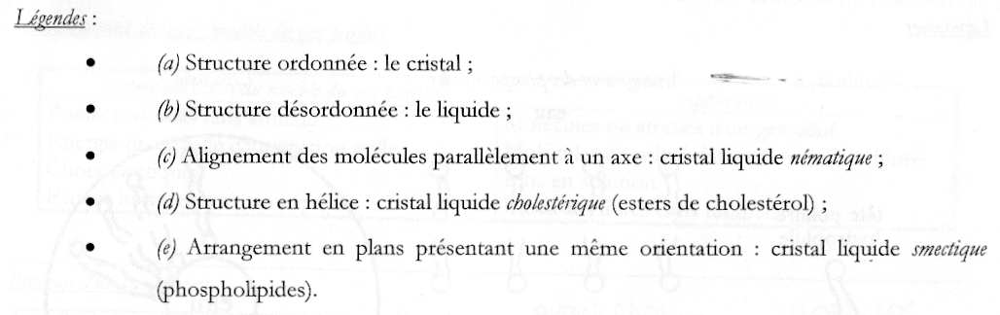 Légendes :
• (a) Structure ordonnée : le cristal ;
• (b) Structure désordonnée : le liquide ;
• (c) Alignement des molécules parallèlement à un axe : cristal liquide nématique ;
• (d) Structure en hélice : cristal liquide cholestérique (esters de cholestérol) ;
• (e) Arrangement en plans présentant une même orientation : cristal liquide smectique
(phospholipides).